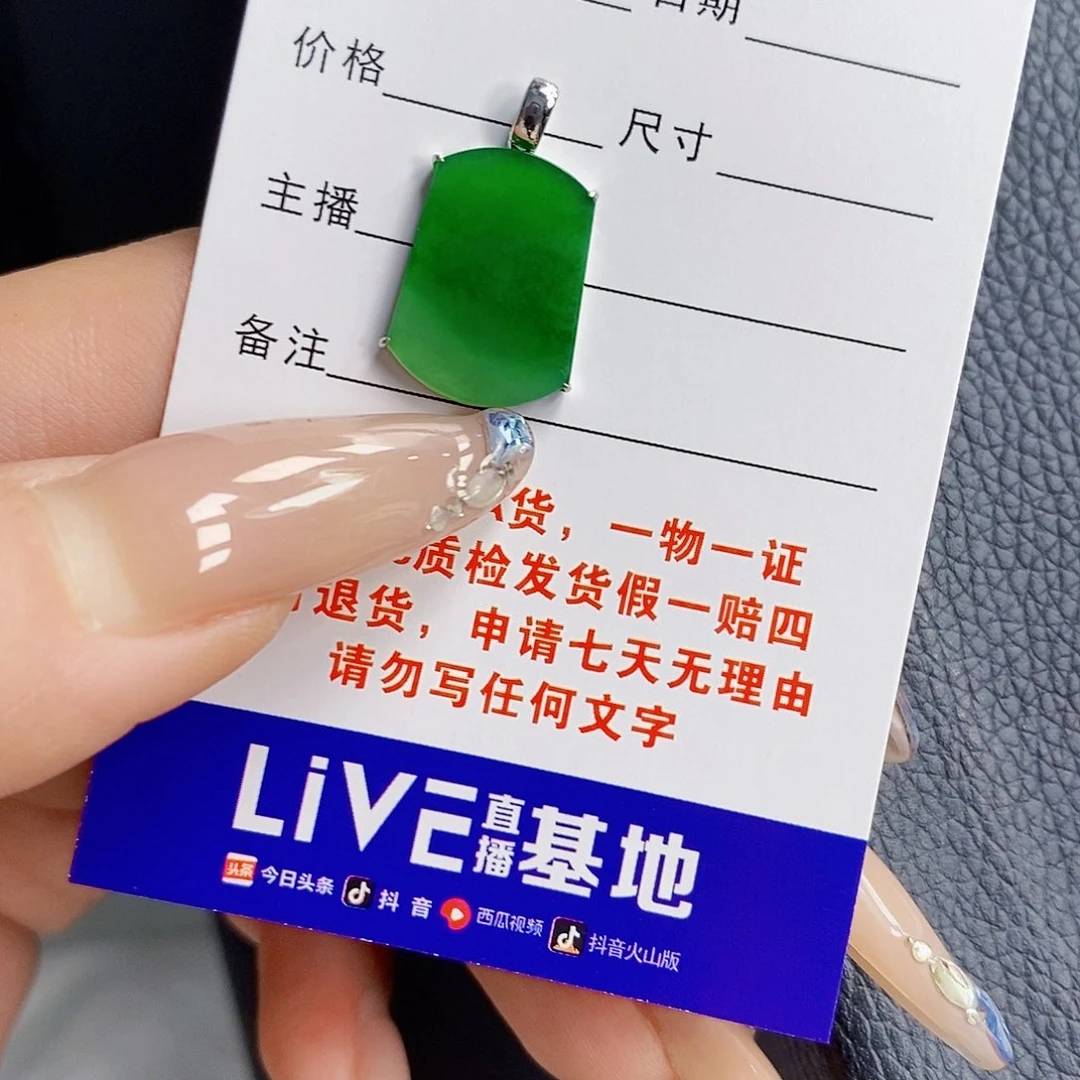 日期
价格
尺寸
主播
备注
货，一物一证
质检发货假一赔四
退货，申请七天无理由
请勿写任何文字
LiVE直播基地
头条 今日头条 抖音 西瓜视频 抖音火山版